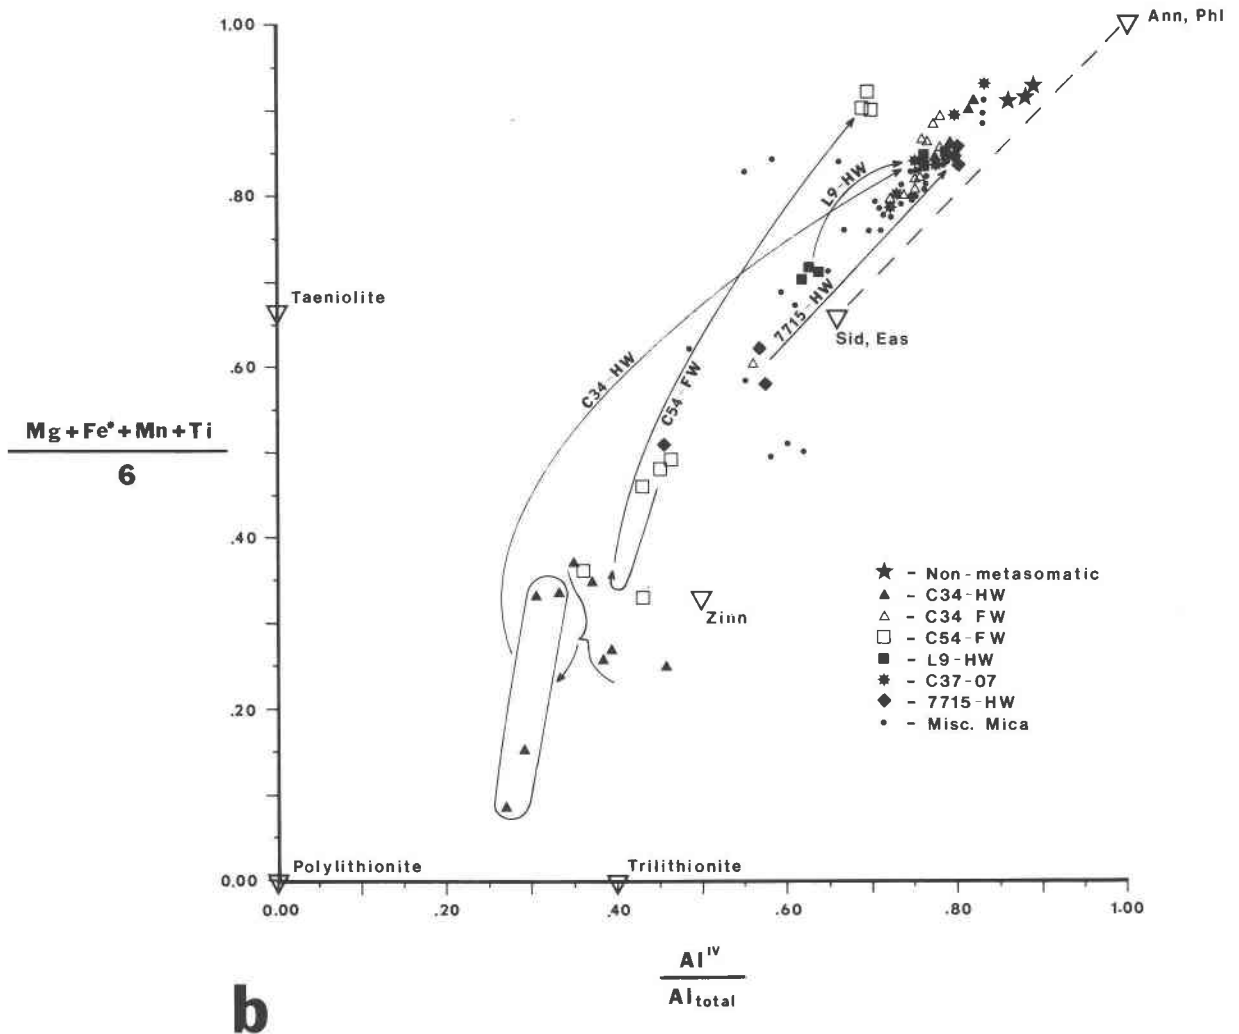 1.00
Ann, Phl
.80
L9-HW
Taeniolite
7715-HW
Sid, Eas
.60
C34-HW
C54-FW
Mg+Fe*+Mn+Ti
6
.40
Zinn
★ - Non-metasomatic
▲ - C34-HW
△ - C34 FW
□ - C54-FW
■ - L9-HW
✸ - C37-07
◆ - 7715-HW
• - Misc. Mica
.20
Polylithionite
Trilithionite
0.00
0.00 .20 .40 .60 .80 1.00
Al^IV
Al_total
b